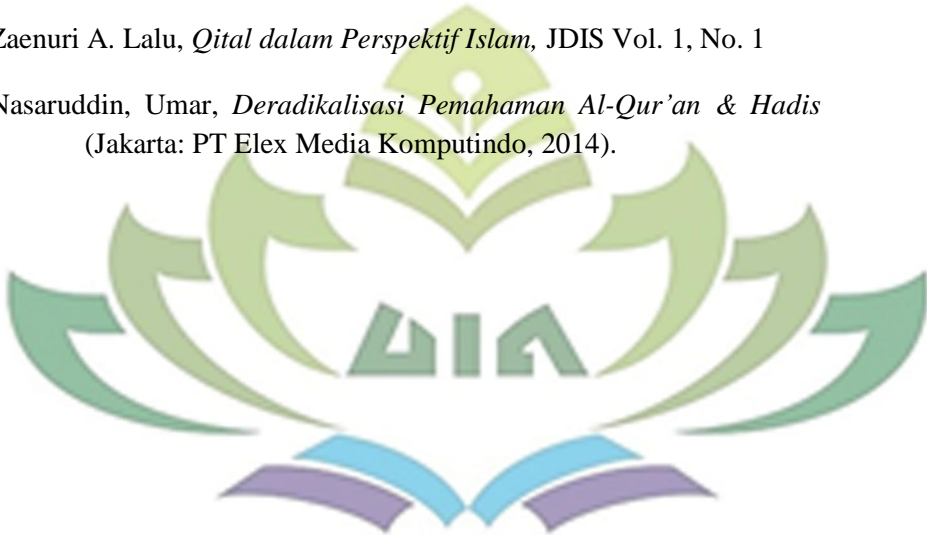 Zaenuri A. Lalu, Qital dalam Perspektif Islam, JDIS Vol. 1, No. 1
Nasaruddin, Umar, Deradikalisasi Pemahaman Al-Qur’an & Hadis
(Jakarta: PT Elex Media Komputindo, 2014).
UIN